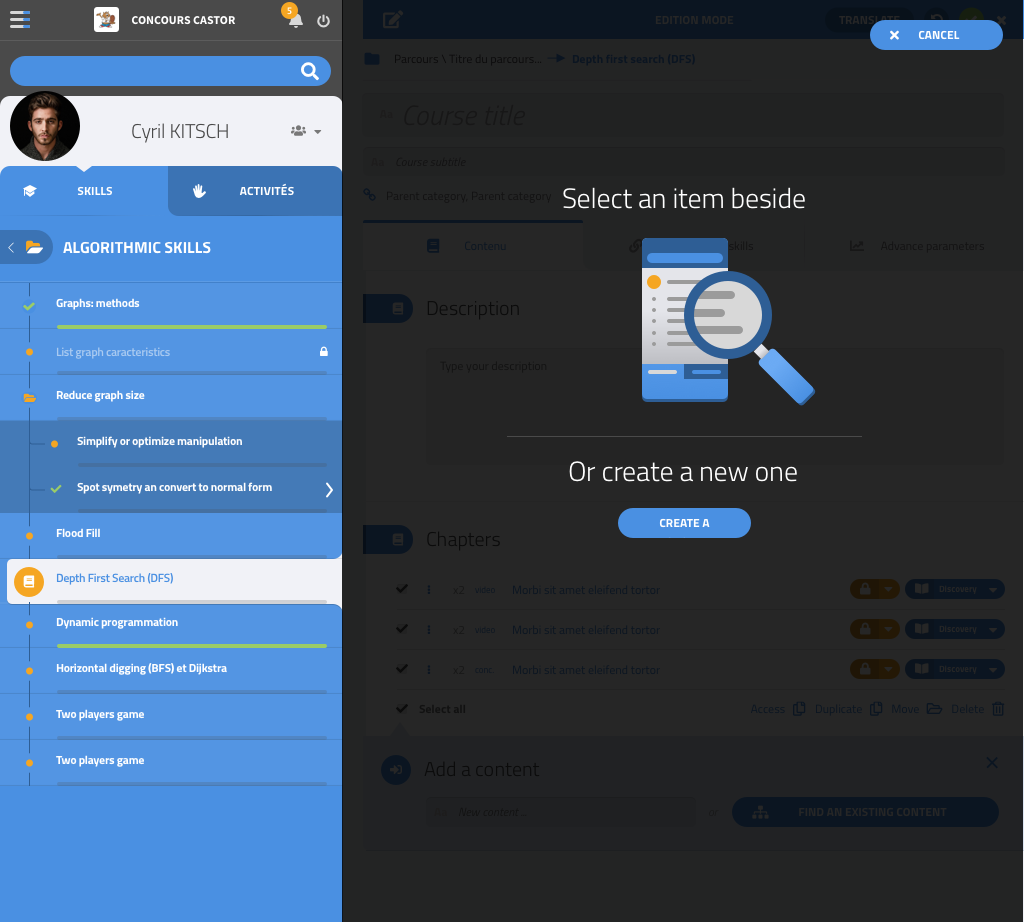 CONCOURS CASTOR
5
Cyril KITSCH
SKILLS
ACTIVITÉS
ALGORITHMIC SKILLS
Graphs: methods
List graph caracteristics
Reduce graph size
Simplify or optimize manipulation
Spot symetry an convert to normal form
Flood Fill
Depth First Search (DFS)
Dynamic programmation
Horizontal digging (BFS) et Dijkstra
Two players game
Two players game
EDITION MODE
TRANSLATE
CANCEL
Parcours \ Titre du parcours...
Depth first search (DFS)
Aa Course title
Aa Course subtitle
Parent category, Parent category
Select an item beside
Contenu
skills
Advance parameters
Description
Type your description
Or create a new one
CREATE A
Chapters
x2 video Morbi sit amet eleifend tortor Discovery
x2 video Morbi sit amet eleifend tortor Discovery
x2 conc. Morbi sit amet eleifend tortor Discovery
Select all
Access Duplicate Move Delete
Add a content
Aa New content ...
or
FIND AN EXISTING CONTENT